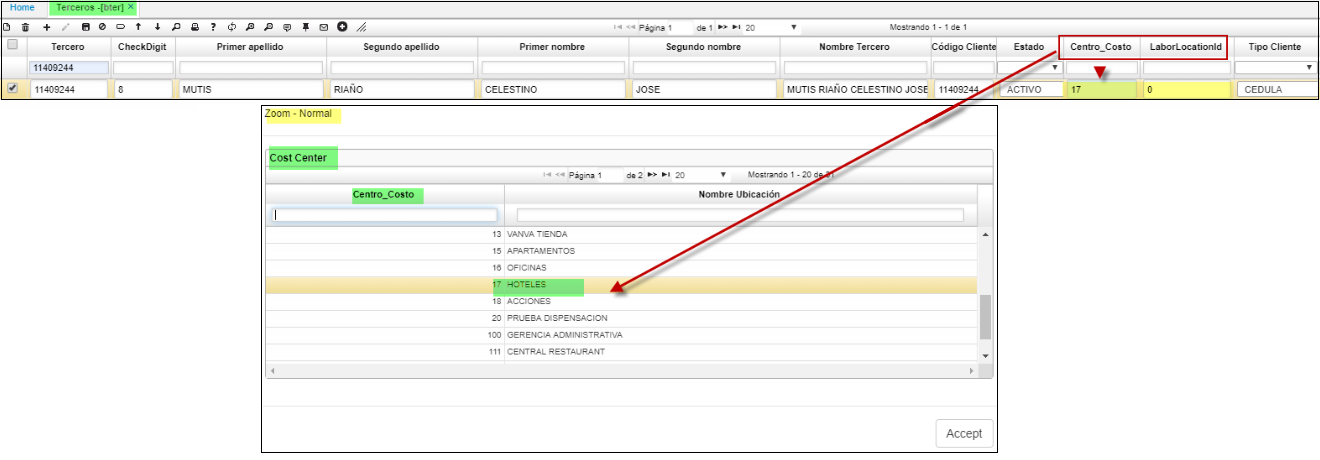 Home Terceros -[bter] ×
Página 1 de 1 20 Mostrando 1 - 1 de 1
Tercero CheckDigit Primer apellido Segundo apellido Primer nombre Segundo nombre Nombre Tercero Código Cliente Estado Centro_Costo LaborLocationId Tipo Cliente
11409244
11409244 8 MUTIS RIAÑO CELESTINO JOSE MUTIS RIAÑO CELESTINO JOSE 11409244 ACTIVO 17 0 CEDULA
Zoom - Normal
Cost Center
Página 1 de 2 20 Mostrando 1 - 20 de
Centro_Costo Nombre Ubicación
13 VANVA TIENDA
15 APARTAMENTOS
16 OFICINAS
17 HOTELES
18 ACCIONES
20 PRUEBA DISPENSACION
100 GERENCIA ADMINISTRATIVA
111 CENTRAL RESTAURANT
Accept